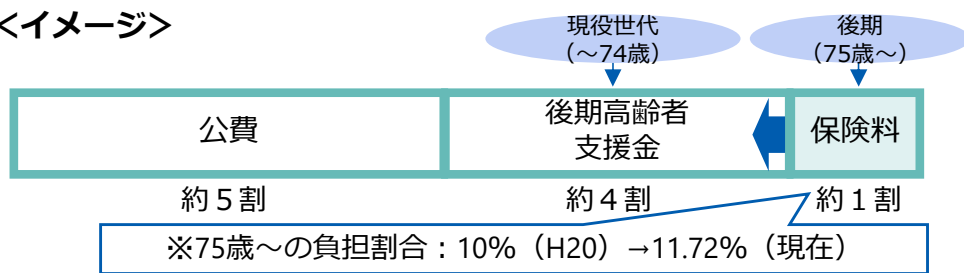 <イメージ>
現役世代
（～74歳）
後期
（75歳～）
公費
後期高齢者
支援金
保険料
約５割
約４割
約１割
※75歳～の負担割合：10%（H20）→11.72%（現在）